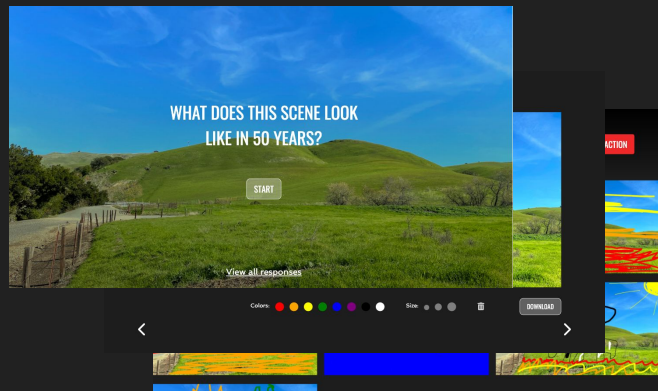 WHAT DOES THIS SCENE LOOK
LIKE IN 50 YEARS?
START
View all responses
ACTION
Colors:
Size:
DOWNLOAD